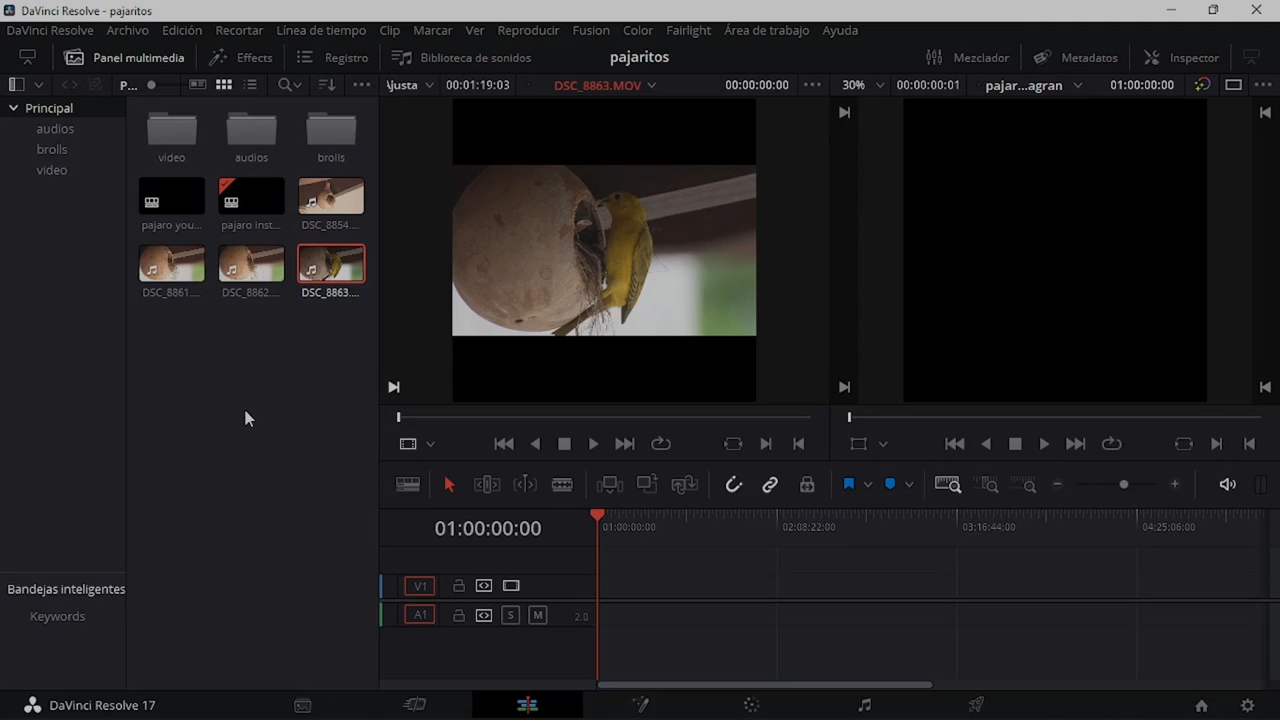 DaVinci Resolve - pajaritos
DaVinci Resolve Archivo Edición Recortar Línea de tiempo Clip Marcar Ver Reproducir Fusion Color Fairlight Área de trabajo Ayuda
Panel multimedia Effects Registro Biblioteca de sonidos pajaritos Mezclador Metadatos Inspector
P... Ajusta 00:01:19:03 DSC_8863.MOV 00:00:00:00 30% 00:00:00:01 pajar...agran 01:00:00:00
Principal
audios
brolls
video
video audios brolls
pajaro you... pajaro inst... DSC_8854....
DSC_8861.... DSC_8862.... DSC_8863....
01:00:00:00
01:00:00:00 02:08:22:00 03:16:44:00 04:25:06:00
V1
A1 S M 2.0
Bandejas inteligentes
Keywords
DaVinci Resolve 17